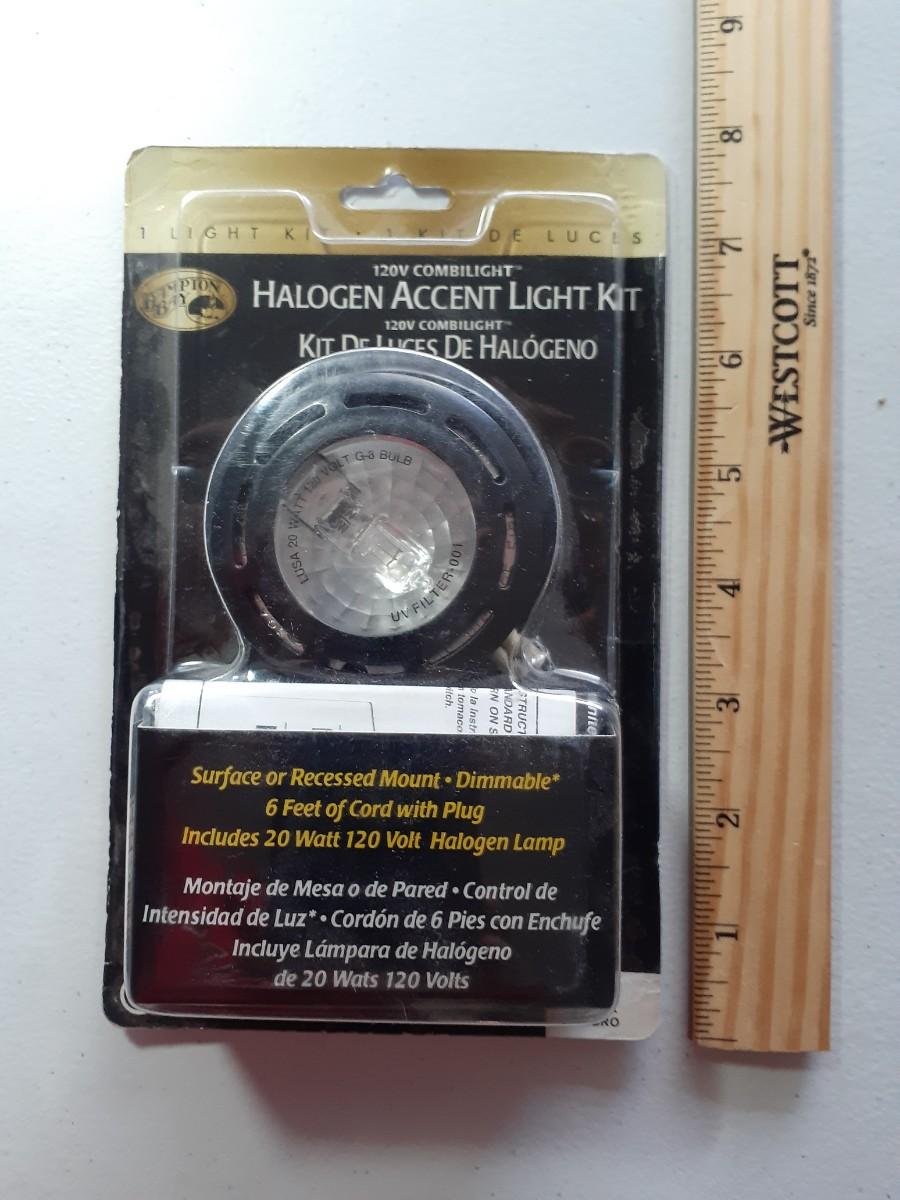 1 LIGHT KIT • 1 KIT DE LUCES
HAMPTON
BAY
120V COMBILIGHT™
HALOGEN ACCENT LIGHT KIT
120V COMBILIGHT™
KIT DE LUCES DE HALÓGENO
LUSA 20 WATT 120 VOLT G-8 BULB
UV FILTER-001
Surface or Recessed Mount • Dimmable*
6 Feet of Cord with Plug
Includes 20 Watt 120 Volt Halogen Lamp
Montaje de Mesa o de Pared • Control de
Intensidad de Luz* • Cordón de 6 Pies con Enchufe
Incluye Lámpara de Halógeno
de 20 Wats 120 Volts
WESTCOTT®
Since 1872
9
8
7
6
5
4
3
2
1